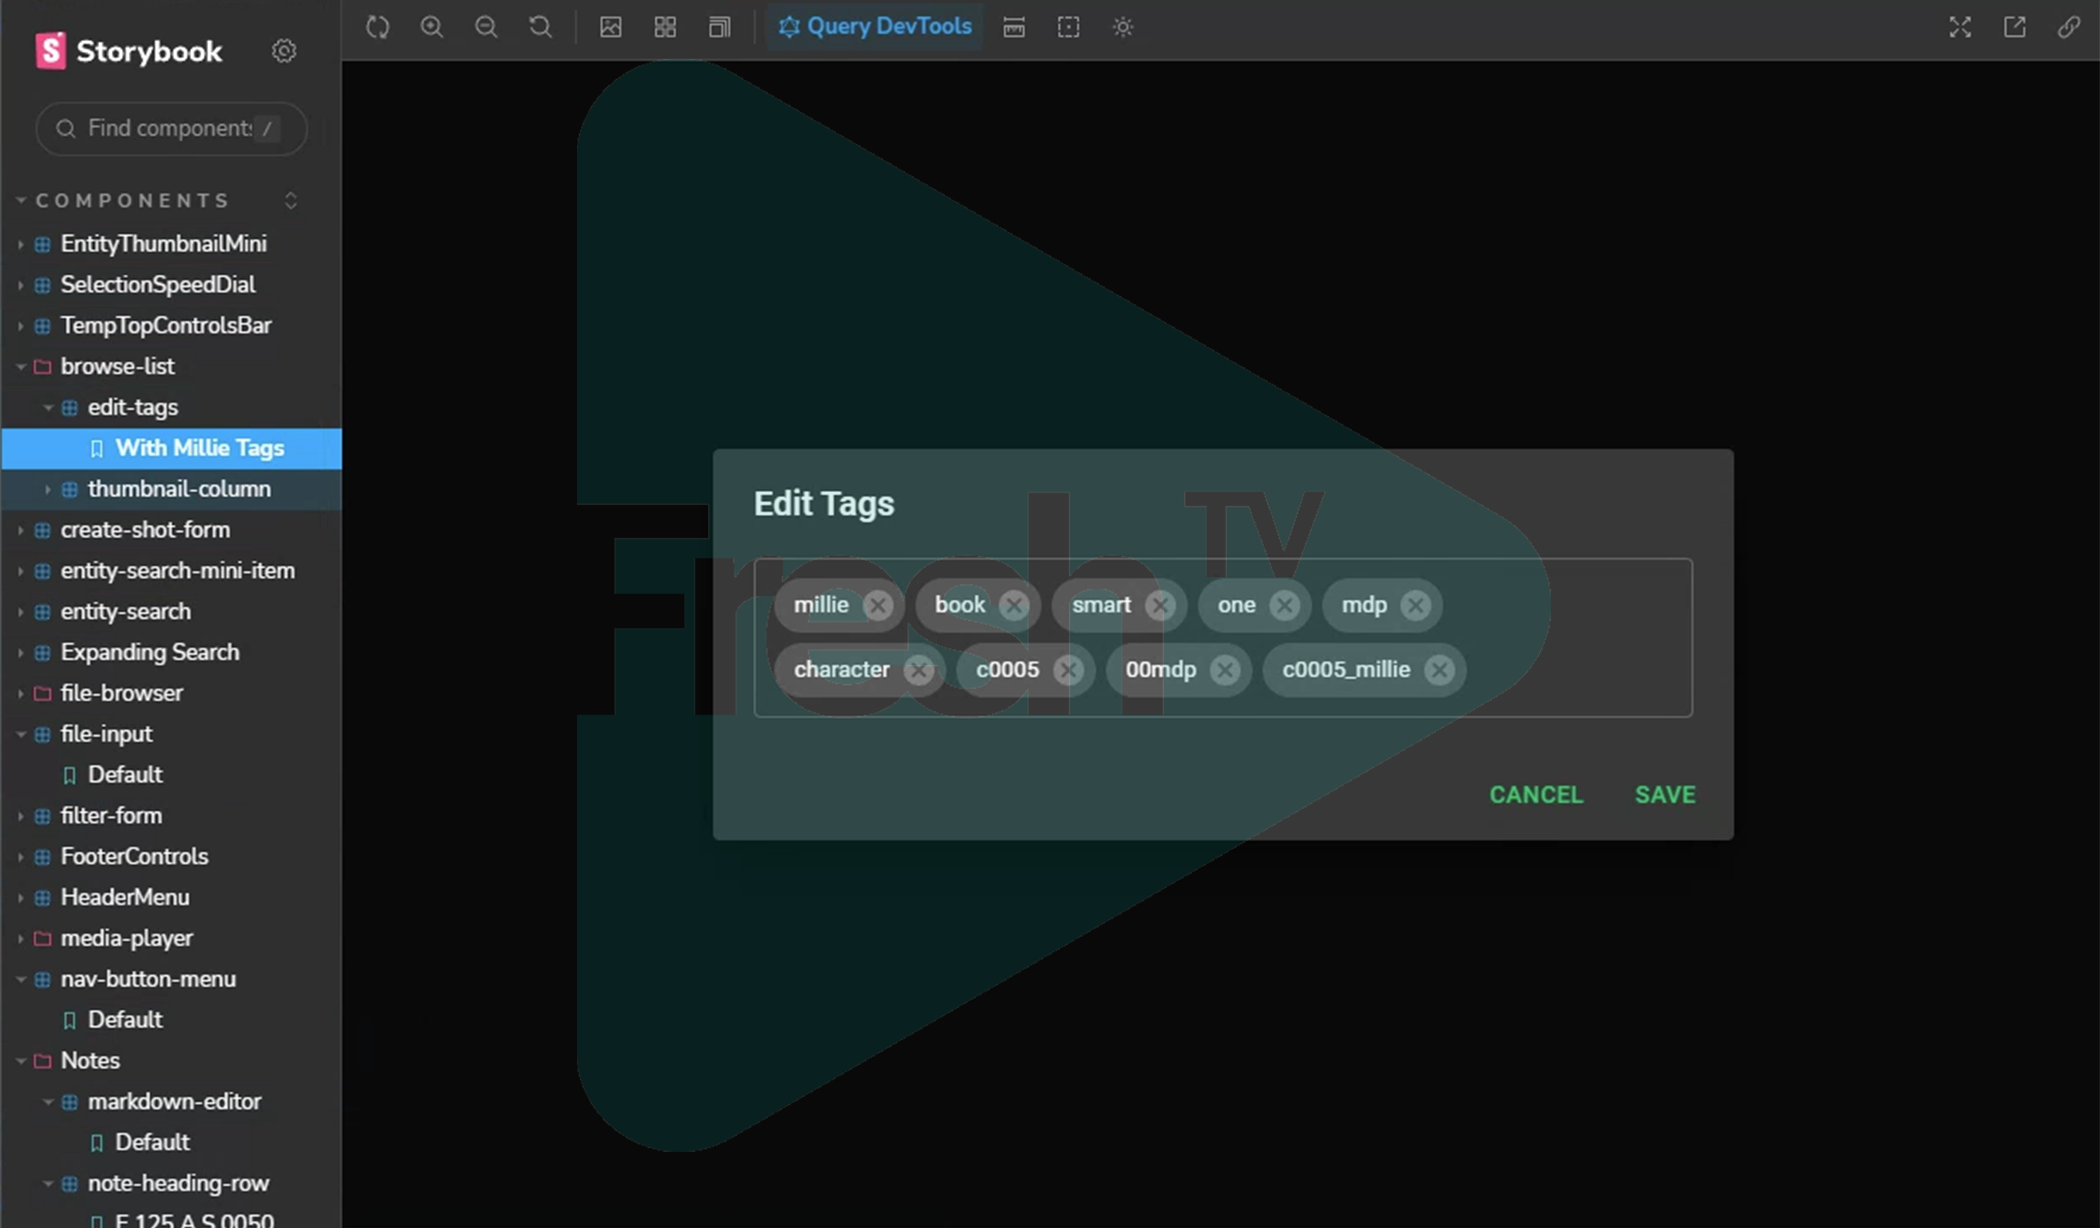 Storybook
Find components /
COMPONENTS
EntityThumbnailMini
SelectionSpeedDial
TempTopControlsBar
browse-list
edit-tags
With Millie Tags
thumbnail-column
create-shot-form
entity-search-mini-item
entity-search
Expanding Search
file-browser
file-input
Default
filter-form
FooterControls
HeaderMenu
media-player
nav-button-menu
Default
Notes
markdown-editor
Default
note-heading-row
E 125 A S 0050
Query DevTools
Edit Tags
millie book smart one mdp
character c0005 00mdp c0005_millie
CANCEL SAVE
Fresh TV